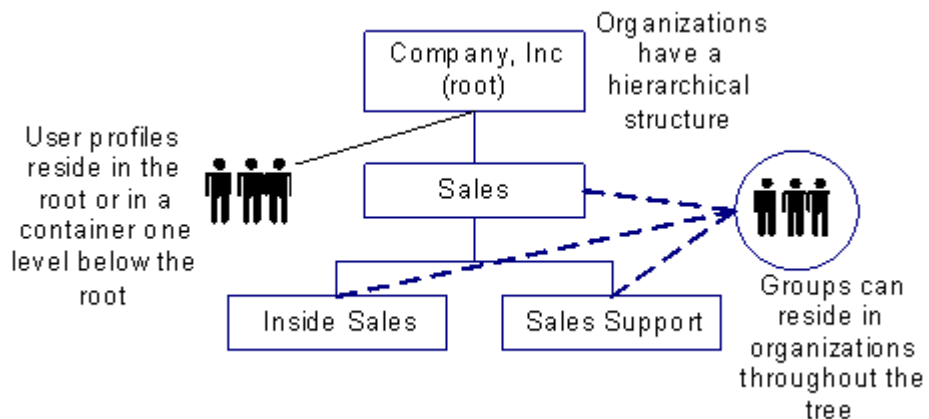 Company, Inc
(root)
Organizations
have a
hierarchical
structure
User profiles
reside in the
root or in a
container one
level below the
root
Sales
Inside Sales
Sales Support
Groups can
reside in
organizations
throughout the
tree